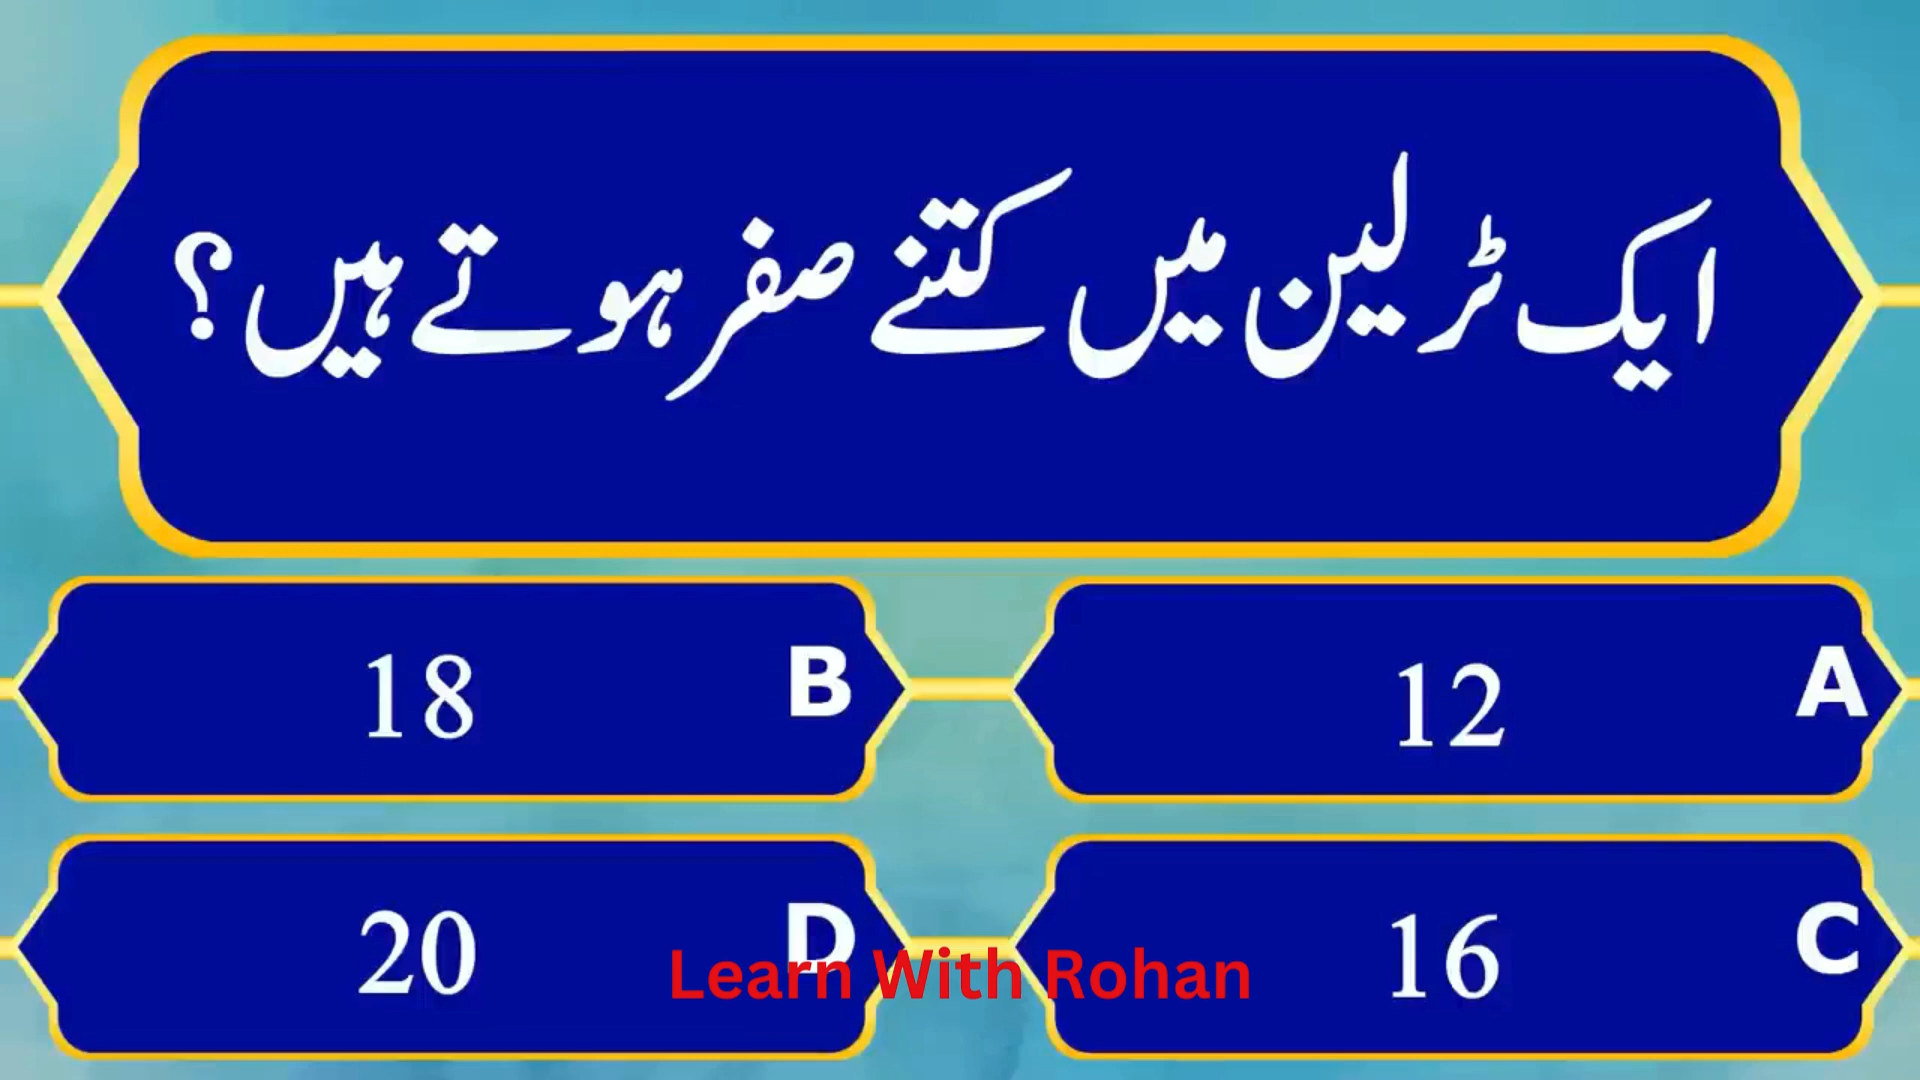 ایک ٹرلین میں کتنے صفر ہوتے ہیں؟
A 12
B 18
C 16
D 20
Learn With Rohan